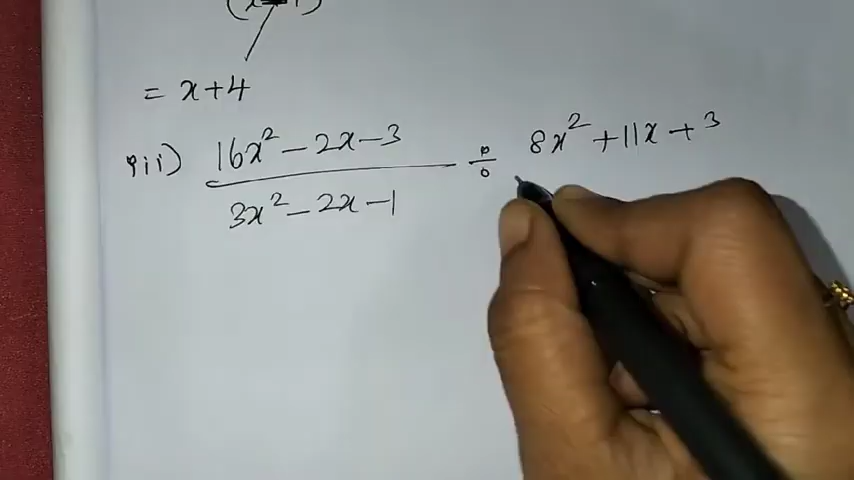 = x+4
iii) 16x² - 2x - 3 ÷ 8x² + 11x + 3
3x² - 2x - 1